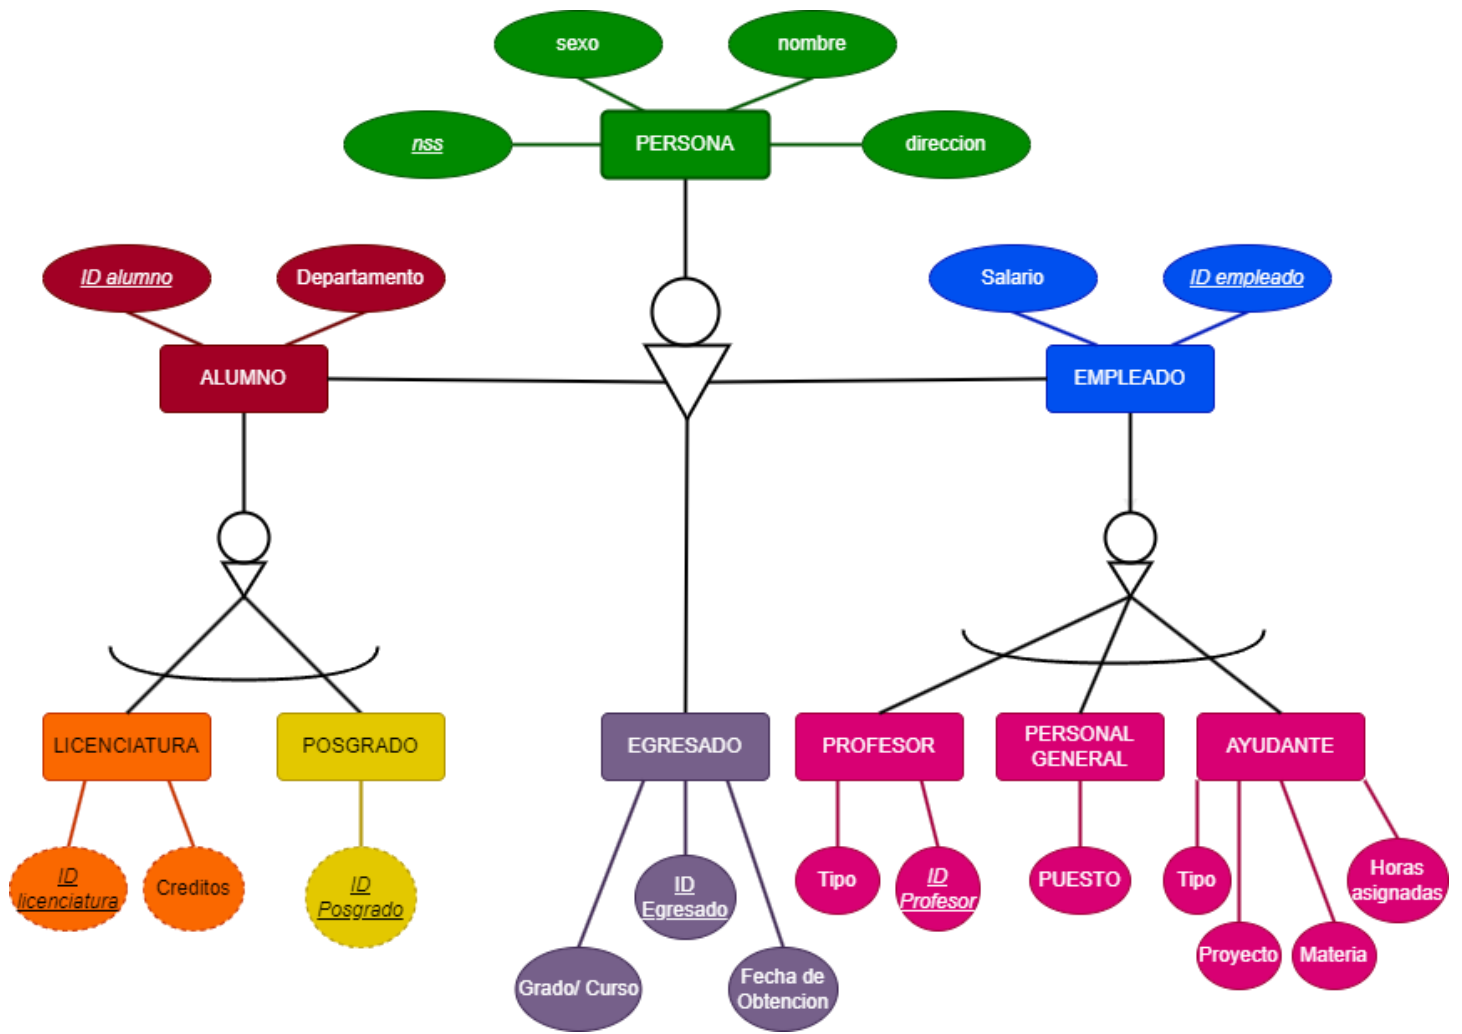 sexo
nombre
nss
PERSONA
direccion
ID alumno
Departamento
Salario
ID empleado
ALUMNO
EMPLEADO
LICENCIATURA
POSGRADO
EGRESADO
PROFESOR
PERSONAL
GENERAL
AYUDANTE
ID
licenciatura
Creditos
ID
Posgrado
Grado/ Curso
ID
Egresado
Fecha de
Obtencion
Tipo
ID
Profesor
PUESTO
Tipo
Proyecto
Materia
Horas
asignadas